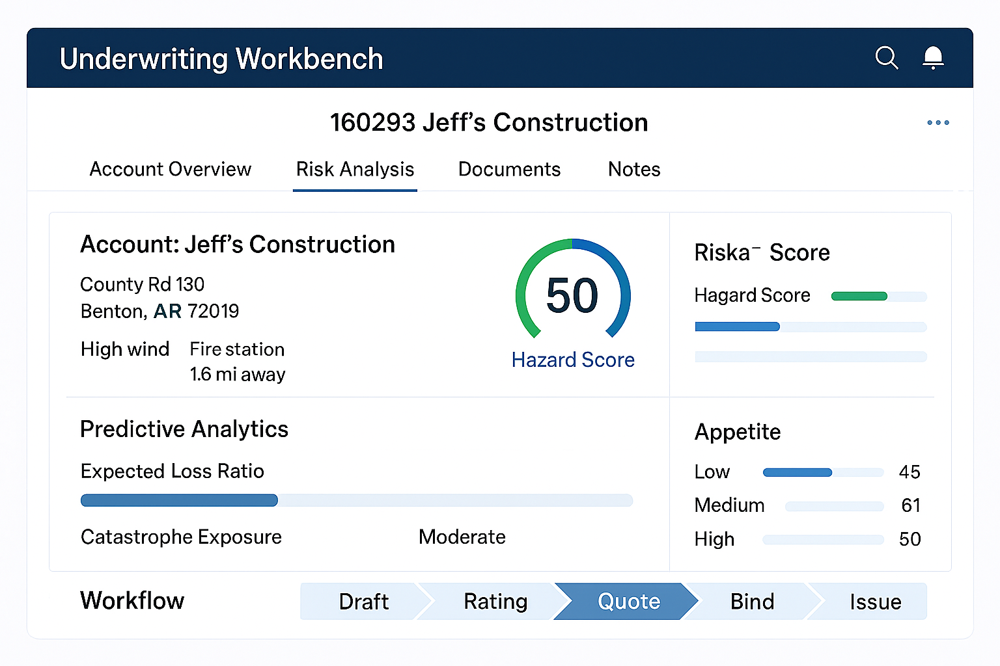 Underwriting Workbench
160293 Jeff’s Construction
Account Overview Risk Analysis Documents Notes
Account: Jeff’s Construction
County Rd 130
Benton, AR 72019
High wind Fire station
1.6 mi away
50
Hazard Score
Riska⁻ Score
Hagard Score
Predictive Analytics
Expected Loss Ratio
Catastrophe Exposure Moderate
Appetite
Low 45
Medium 61
High 50
Workflow Draft Rating Quote Bind Issue